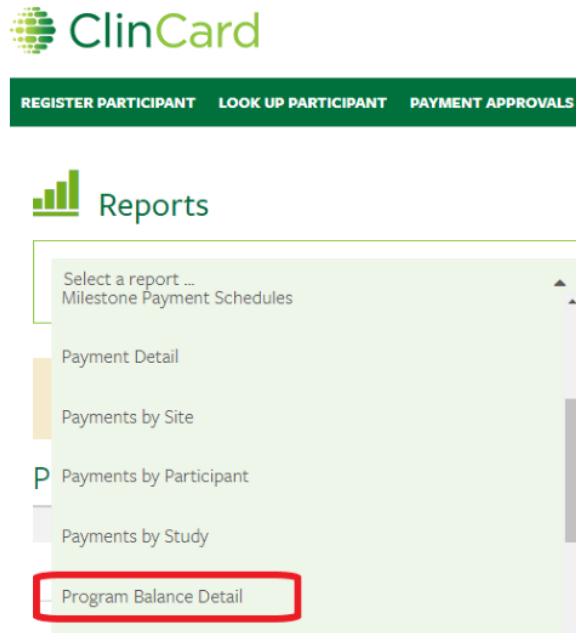 ClinCard
REGISTER PARTICIPANT LOOK UP PARTICIPANT PAYMENT APPROVALS
Reports
Select a report ...
Milestone Payment Schedules
Payment Detail
Payments by Site
P Payments by Participant
Payments by Study
Program Balance Detail